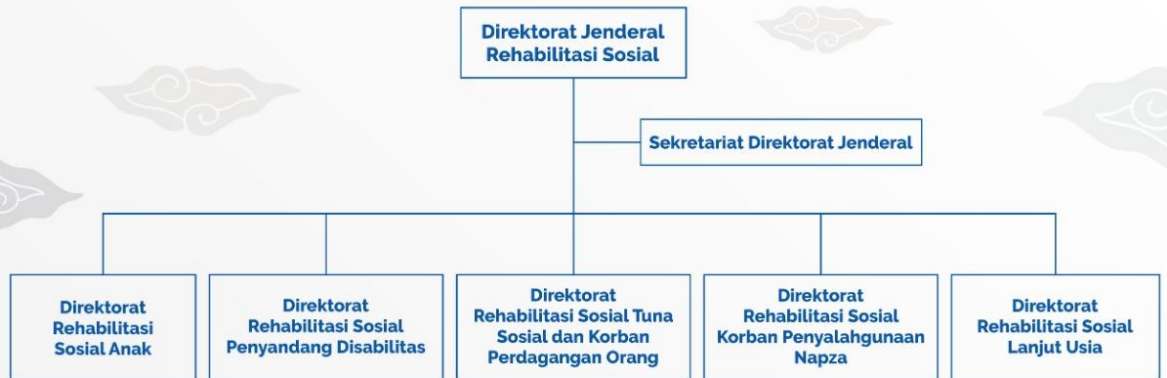 Direktorat Jenderal
Rehabilitasi Sosial
Sekretariat Direktorat Jenderal
Direktorat
Rehabilitasi
Sosial Anak
Direktorat
Rehabilitasi Sosial
Penyandang Disabilitas
Direktorat
Rehabilitasi Sosial Tuna
Sosial dan Korban
Perdagangan Orang
Direktorat
Rehabilitasi Sosial
Korban Penyalahgunaan
Napza
Direktorat
Rehabilitasi Sosial
Lanjut Usia